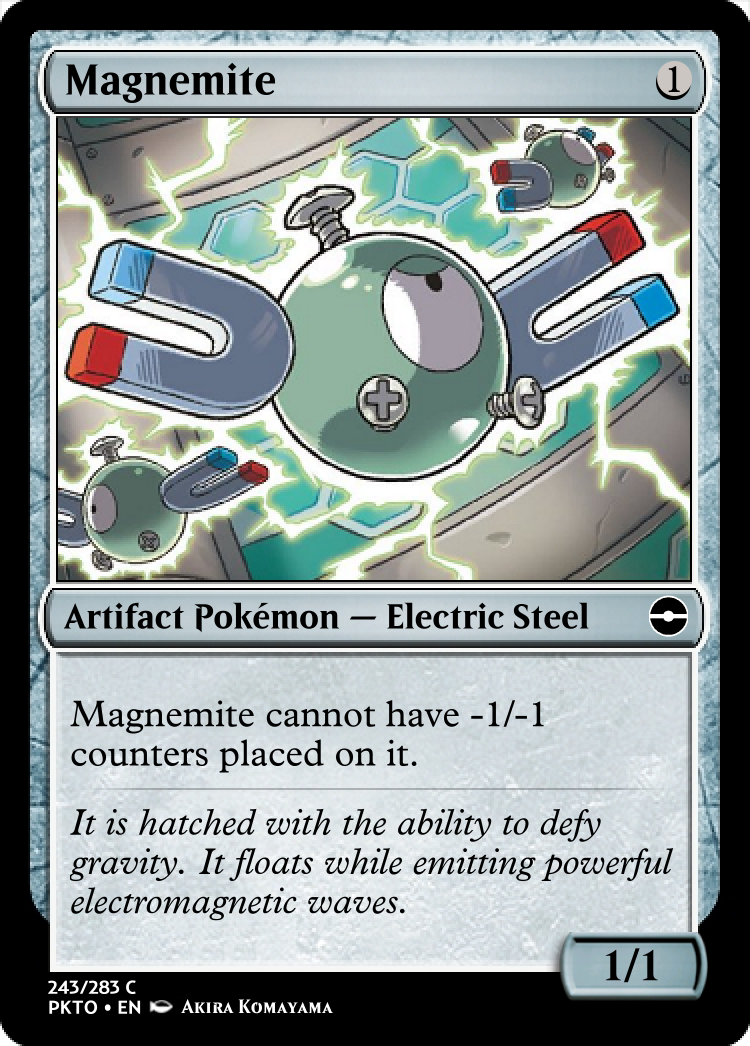 Magnemite 1
Artifact Pokémon — Electric Steel
Magnemite cannot have -1/-1
counters placed on it.
It is hatched with the ability to defy
gravity. It floats while emitting powerful
electromagnetic waves.
1/1
243/283 C
PKTO • EN Akira Komayama